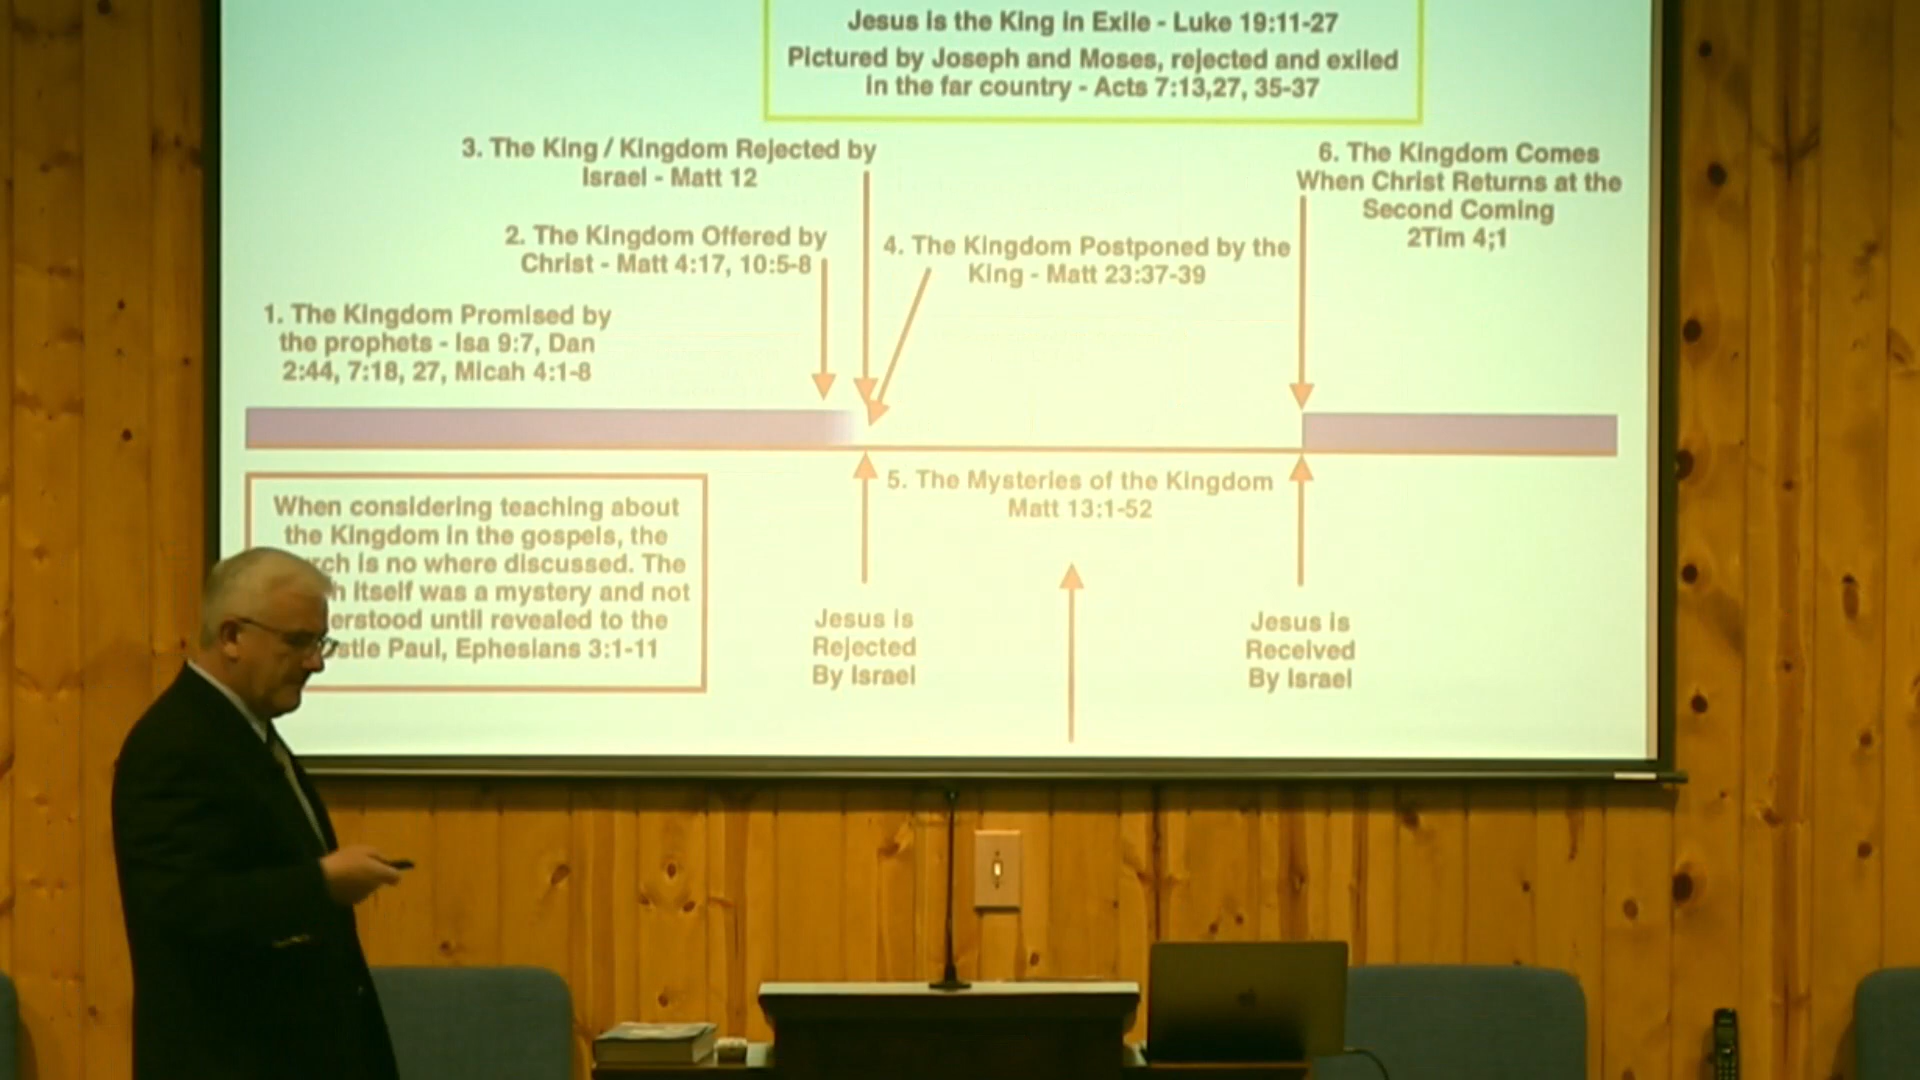 Jesus is the King in Exile - Luke 19:11-27
Pictured by Joseph and Moses, rejected and exiled
in the far country - Acts 7:13,27, 35-37
3. The King / Kingdom Rejected by
Israel - Matt 12
6. The Kingdom Comes
When Christ Returns at the
Second Coming
2Tim 4;1
2. The Kingdom Offered by
Christ - Matt 4:17, 10:5-8
4. The Kingdom Postponed by the
King - Matt 23:37-39
1. The Kingdom Promised by
the prophets - Isa 9:7, Dan
2:44, 7:18, 27, Micah 4:1-8
5. The Mysteries of the Kingdom
Matt 13:1-52
When considering teaching about
the Kingdom in the gospels, the
rch is no where discussed. The
h itself was a mystery and not
erstood until revealed to the
stle Paul, Ephesians 3:1-11
Jesus is
Rejected
By Israel
Jesus is
Received
By Israel